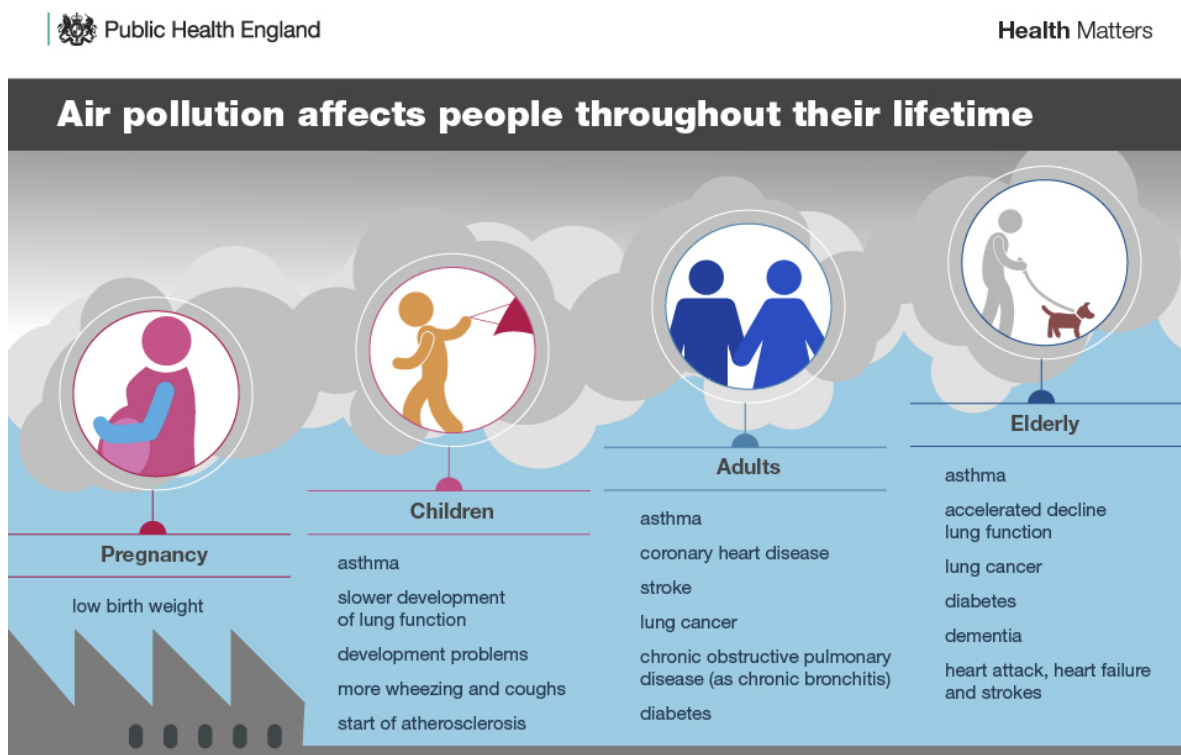 Public Health England
Health Matters
Air pollution affects people throughout their lifetime
Pregnancy
low birth weight
Children
asthma
slower development
of lung function
development problems
more wheezing and coughs
start of atherosclerosis
Adults
asthma
coronary heart disease
stroke
lung cancer
chronic obstructive pulmonary
disease (as chronic bronchitis)
diabetes
Elderly
asthma
accelerated decline
lung function
lung cancer
diabetes
dementia
heart attack, heart failure
and strokes